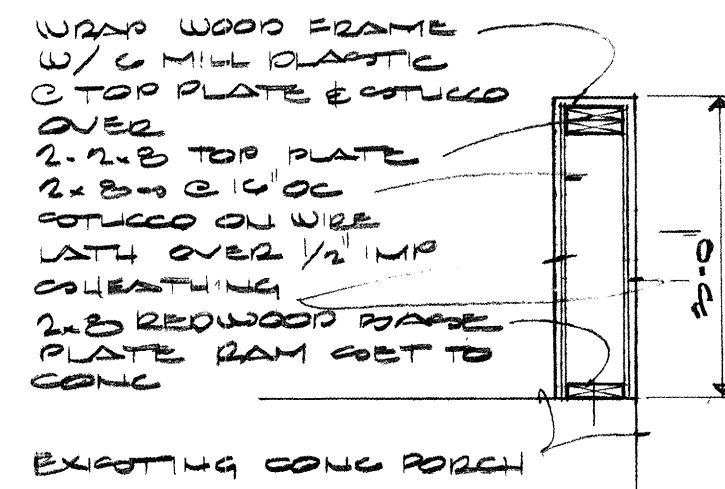 WRAP WOOD FRAME
W/ 6 MILL PLASTIC
@ TOP PLATE & STUCCO
OVER
2-2x8 TOP PLATE
2x8s @ 16" OC
STUCCO ON WIRE
LATH OVER 1/2" IMP
SHEATHING
2x8 REDWOOD BASE
PLATE RAM SET TO
CONC
EXISTING CONC PORCH
3'-0"